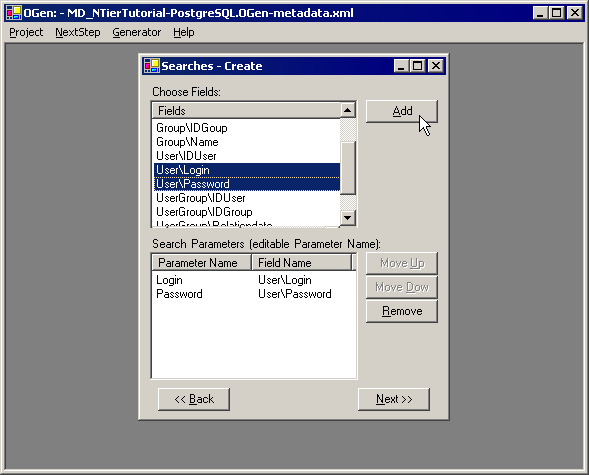 OGen: - MD_NTierTutorial-PostgreSQL.OGen-metadata.xml
Project NextStep Generator Help
Searches - Create
Choose Fields:
Fields
Add
Group\IDGoup
Group\Name
User\IDUser
User\Login
User\Password
UserGroup\IDUser
UserGroup\IDGroup
UserGroup\Relationdate
Search Parameters (editable Parameter Name):
Parameter Name Field Name
Move Up
Login User\Login
Move Dow
Password User\Password
Remove
<< Back Next >>